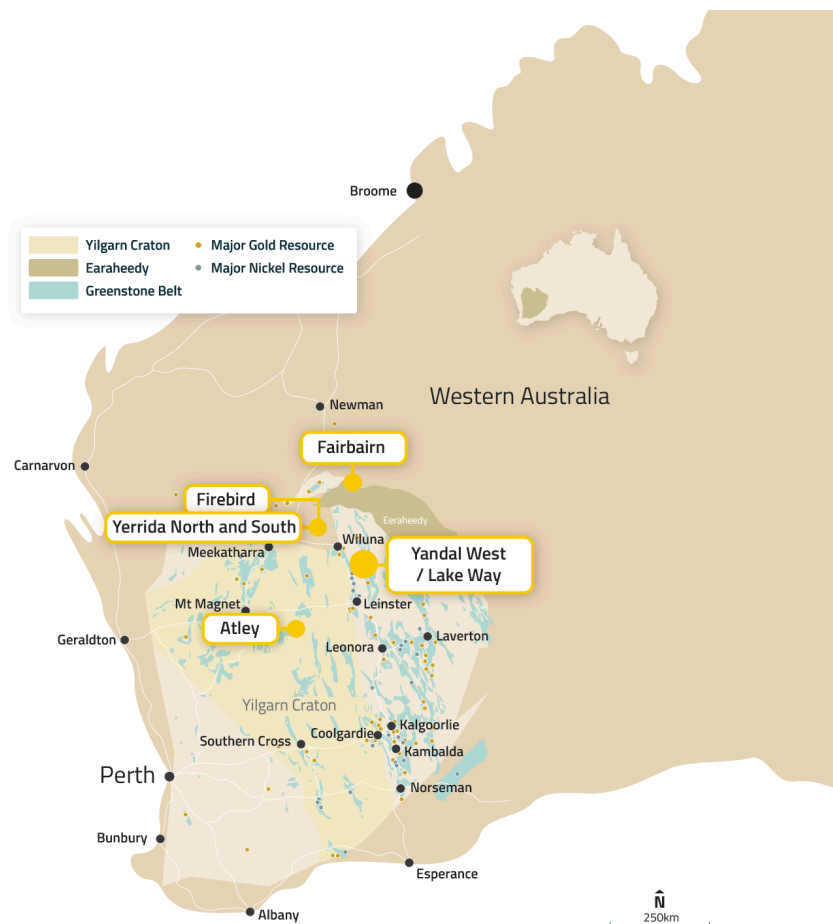 Broome
Yilgarn Craton
Major Gold Resource
Earaheedy
Major Nickel Resource
Greenstone Belt
Western Australia
Newman
Fairbairn
Carnarvon
Firebird
Yerrida North and South
Eeraheedy
Meekatharra
Wiluna
Yandal West
/ Lake Way
Mt Magnet
Leinster
Atley
Geraldton
Laverton
Leonora
Yilgarn Craton
Kalgoorlie
Coolgardie
Southern Cross
Kambalda
Perth
Norseman
Bunbury
Esperance
Albany
N
250km